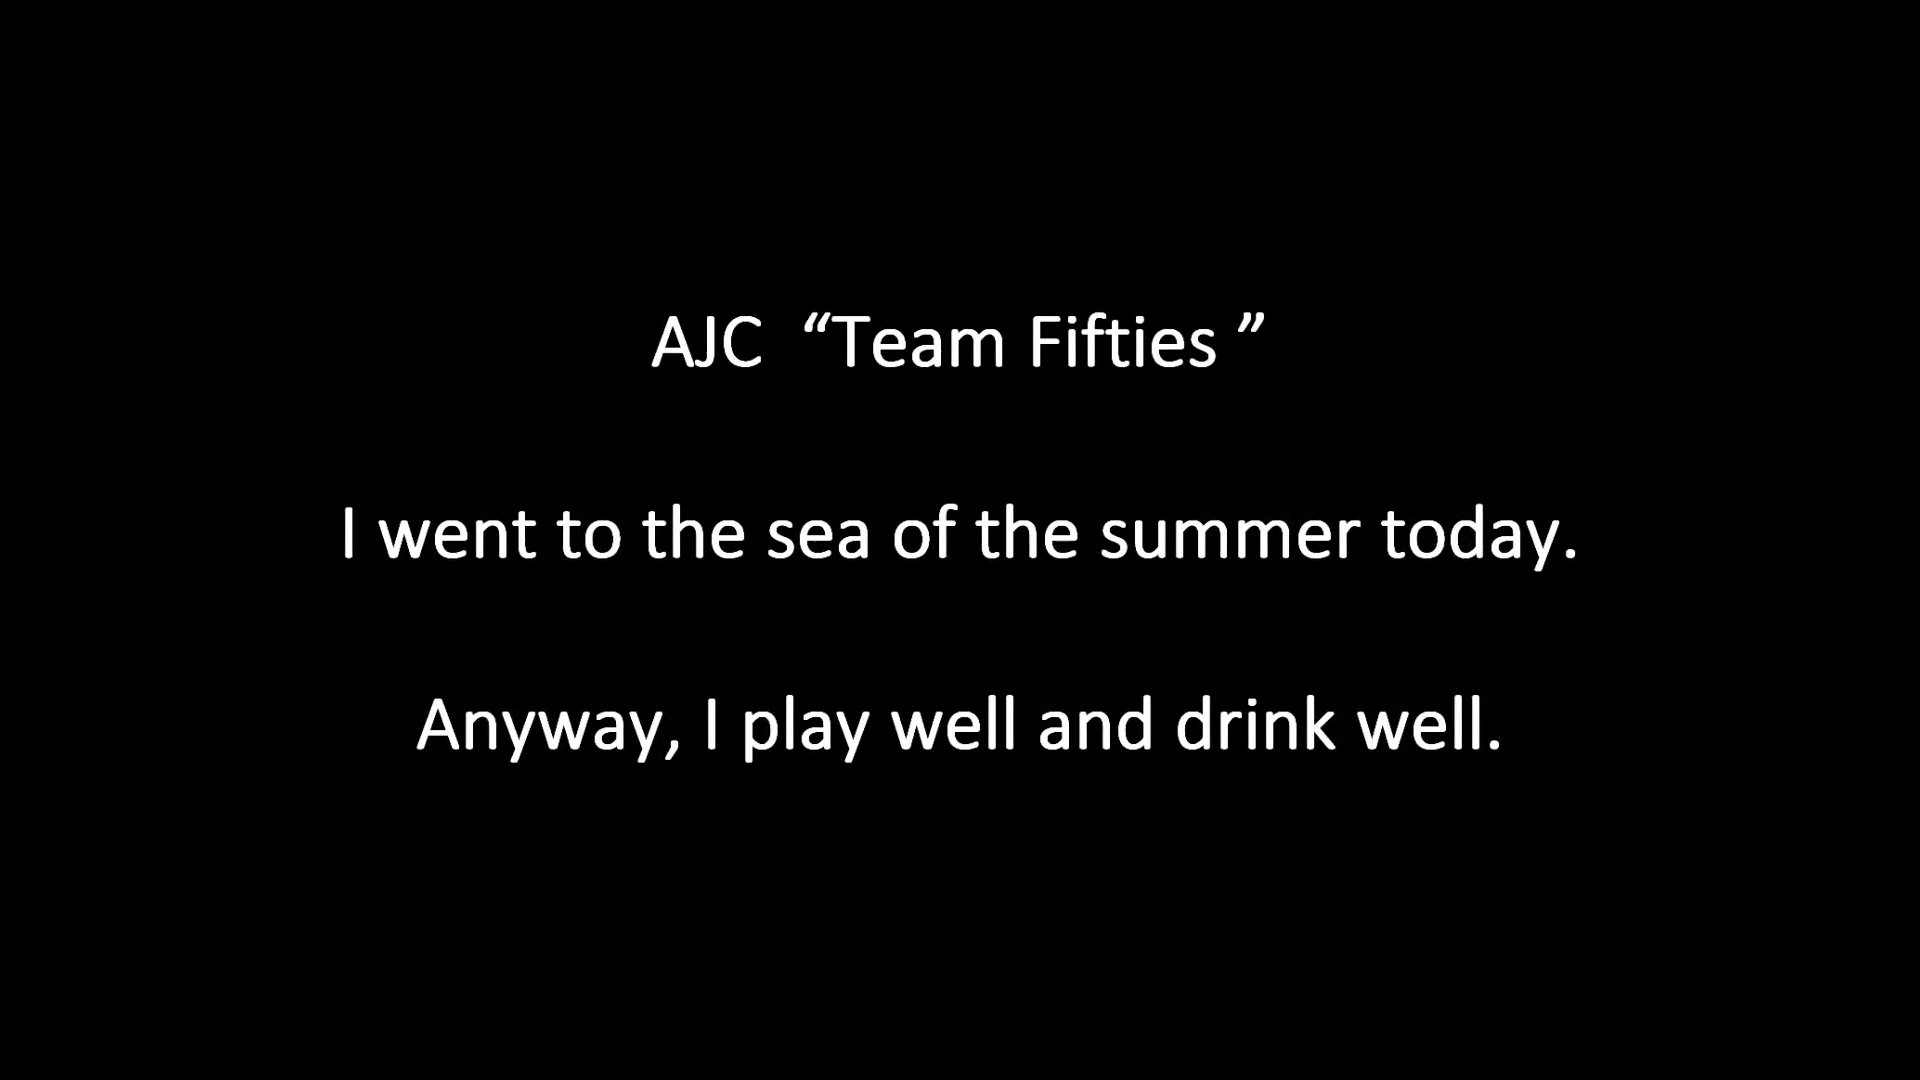 AJC “Team Fifties ”
I went to the sea of the summer today.
Anyway, I play well and drink well.